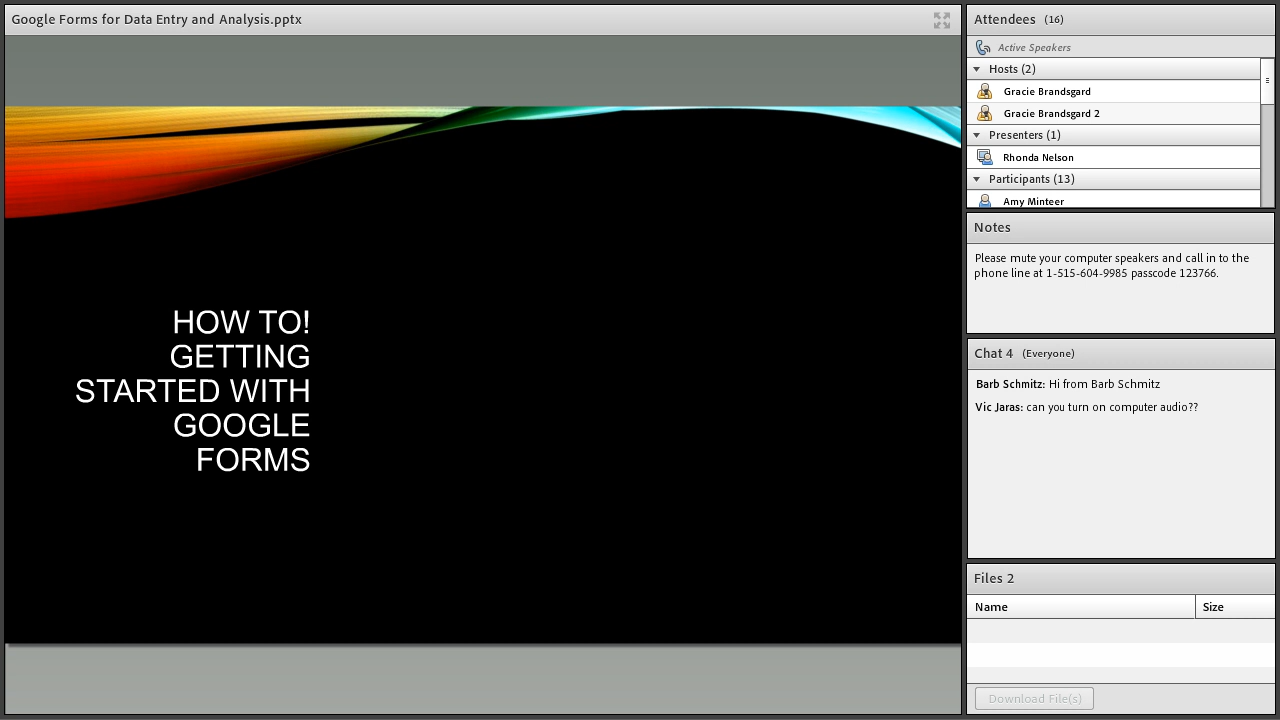 Google Forms for Data Entry and Analysis.pptx
HOW TO!
GETTING
STARTED WITH
GOOGLE
FORMS
Attendees (16)
Active Speakers
Hosts (2)
Gracie Brandsgard
Gracie Brandsgard 2
Presenters (1)
Rhonda Nelson
Participants (13)
Amy Minteer
Notes
Please mute your computer speakers and call in to the
phone line at 1-515-604-9985 passcode 123766.
Chat 4 (Everyone)
Barb Schmitz: Hi from Barb Schmitz
Vic Jaras: can you turn on computer audio??
Files 2
Name Size
Download File(s)